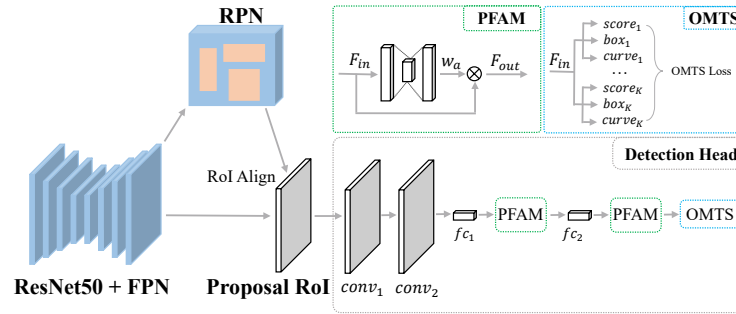 RPN
PFAM
OMTS
F_in
w_a
F_out
F_in
score_1
box_1
curve_1
...
score_K
box_K
curve_K
OMTS Loss
Detection Head
RoI Align
fc_1
PFAM
fc_2
PFAM
OMTS
ResNet50 + FPN
Proposal RoI
conv_1
conv_2